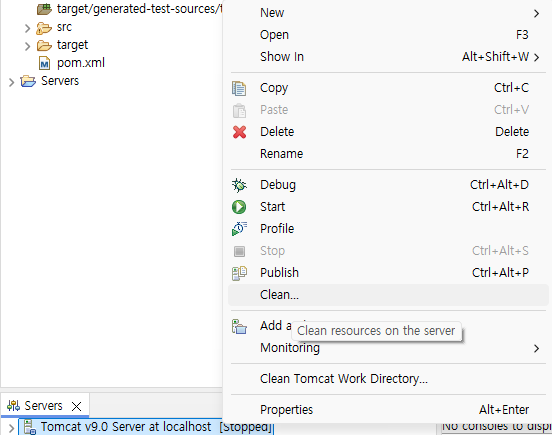 target/generated-test-sources/
src
target
pom.xml
Servers
New
Open F3
Show In Alt+Shift+W
Copy Ctrl+C
Paste Ctrl+V
Delete Delete
Rename F2
Debug Ctrl+Alt+D
Start Ctrl+Alt+R
Profile
Stop Ctrl+Alt+S
Publish Ctrl+Alt+P
Clean...
Add a
Clean resources on the server
Monitoring
Clean Tomcat Work Directory...
Properties Alt+Enter
Servers
Tomcat v9.0 Server at localhost [Stopped]
No consoles to disp